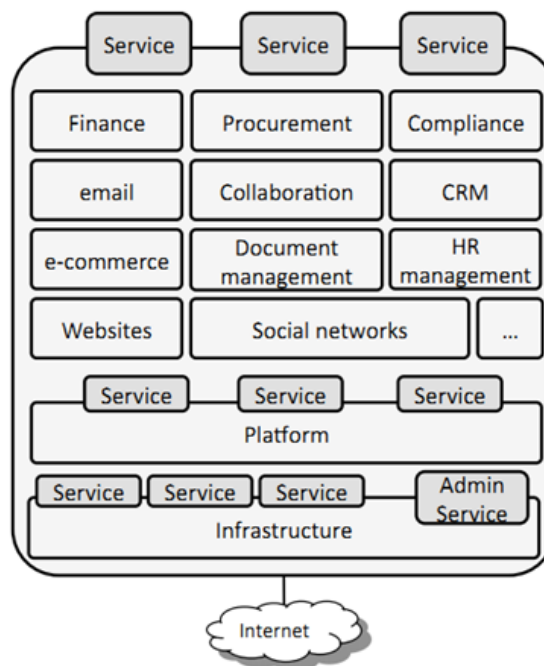 Service Service Service
Finance Procurement Compliance
email Collaboration CRM
e-commerce Document management HR management
Websites Social networks ...
Service Service Service
Platform
Service Service Service Admin Service
Infrastructure
Internet